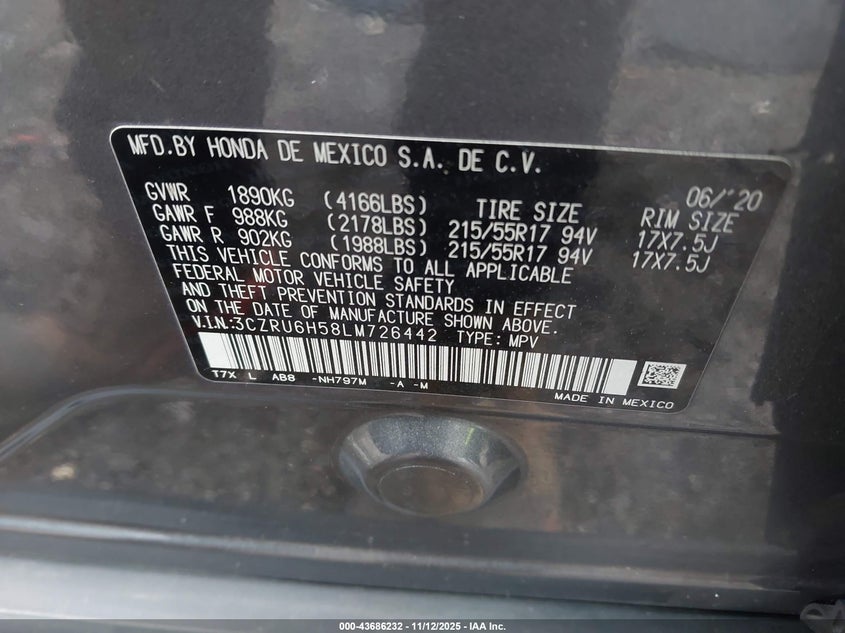 MFD.BY HONDA DE MEXICO S.A. DE C.V.
06/'20
GVWR 1890KG (4166LBS) TIRE SIZE RIM SIZE
GAWR F 988KG (2178LBS) 215/55R17 94V 17X7.5J
GAWR R 902KG (1988LBS) 215/55R17 94V 17X7.5J
THIS VEHICLE CONFORMS TO ALL APPLICABLE
FEDERAL MOTOR VEHICLE SAFETY
AND THEFT PREVENTION STANDARDS IN EFFECT
ON THE DATE OF MANUFACTURE SHOWN ABOVE.
V.I.N:3CZRU6H58LM726442 TYPE: MPV
T7X L AB8 -NH797M -A -M
MADE IN MEXICO
000-43686232 - 11/12/2025 - IAA Inc.